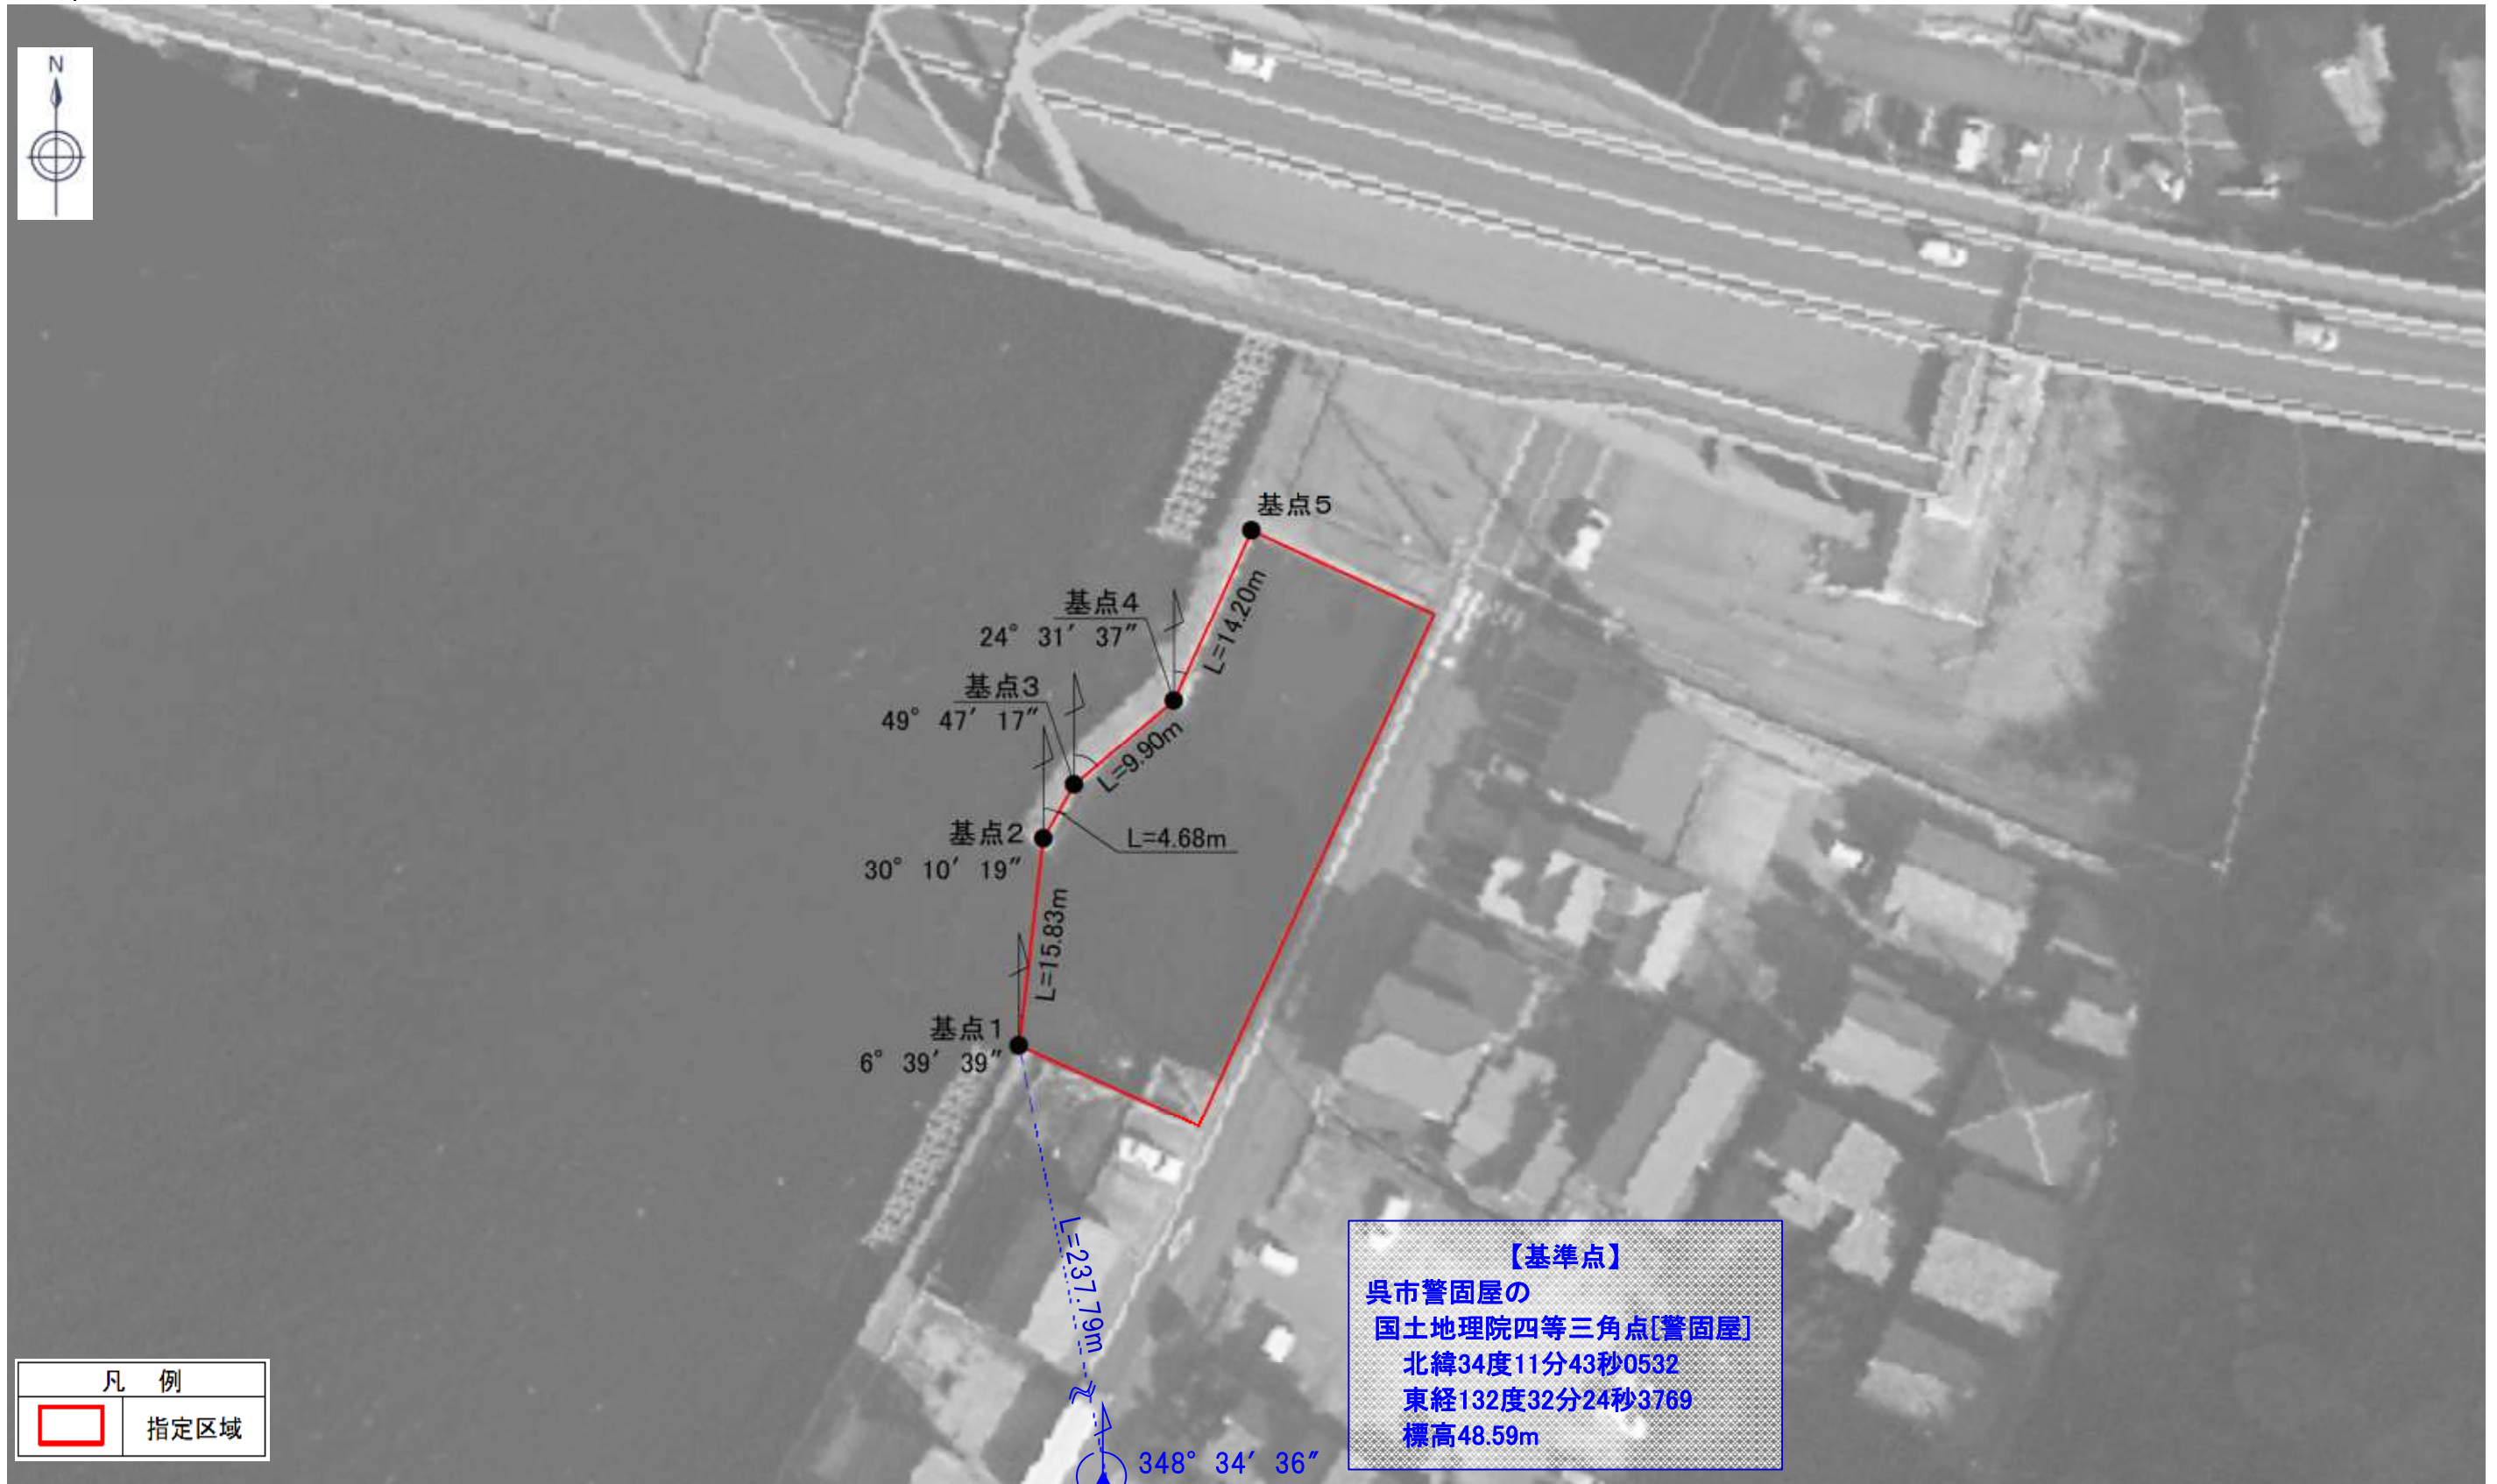 N
基点5
基点4
24° 31′ 37″
L=14.20m
基点3
49° 47′ 17″
L=9.90m
基点2
30° 10′ 19″
L=4.68m
L=15.83m
基点1
6° 39′ 39″
L=237.79m
348° 34′ 36″
【基準点】
呉市警固屋の
国土地理院四等三角点[警固屋]
北緯34度11分43秒0532
東経132度32分24秒3769
標高48.59m
凡 例
指定区域